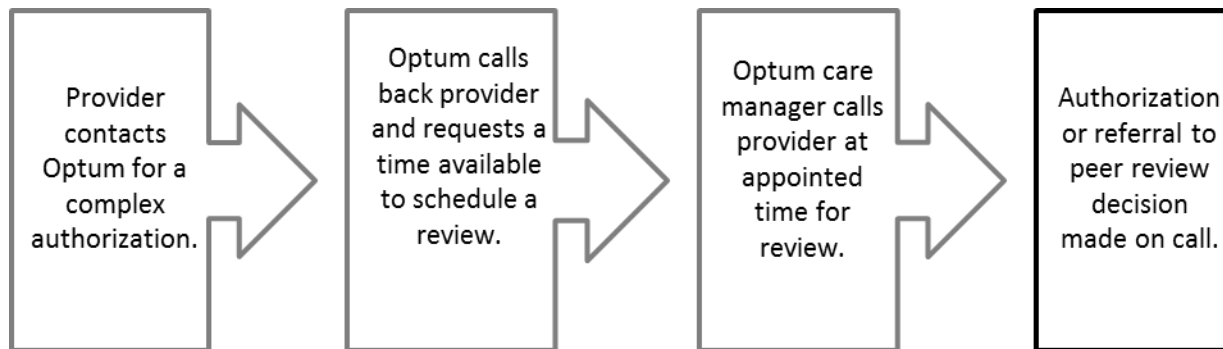 Provider
contacts
Optum for a
complex
authorization.
Optum calls
back provider
and requests a
time available
to schedule a
review.
Optum care
manager calls
provider at
appointed
time for
review.
Authorization
or referral to
peer review
decision
made on call.